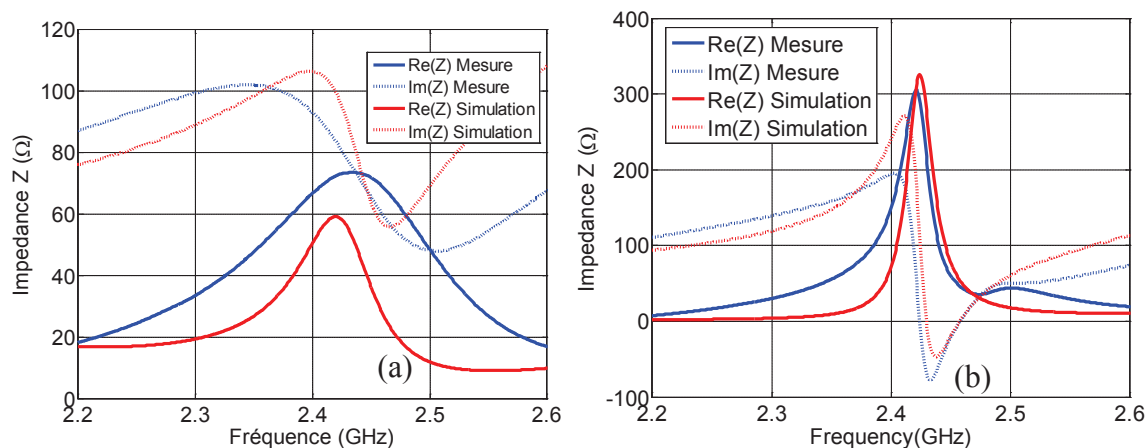 120
100
80
60
40
20
0
Impedance Z (Ω)
2.2
2.3
2.4
2.5
2.6
Fréquence (GHz)
Re(Z) Mesure
Im(Z) Mesure
Re(Z) Simulation
Im(Z) Simulation
(a)
400
300
200
100
0
-100
Impedance Z (Ω)
2.2
2.3
2.4
2.5
2.6
Frequency(GHz)
Re(Z) Mesure
Im(Z) Mesure
Re(Z) Simulation
Im(Z) Simulation
(b)